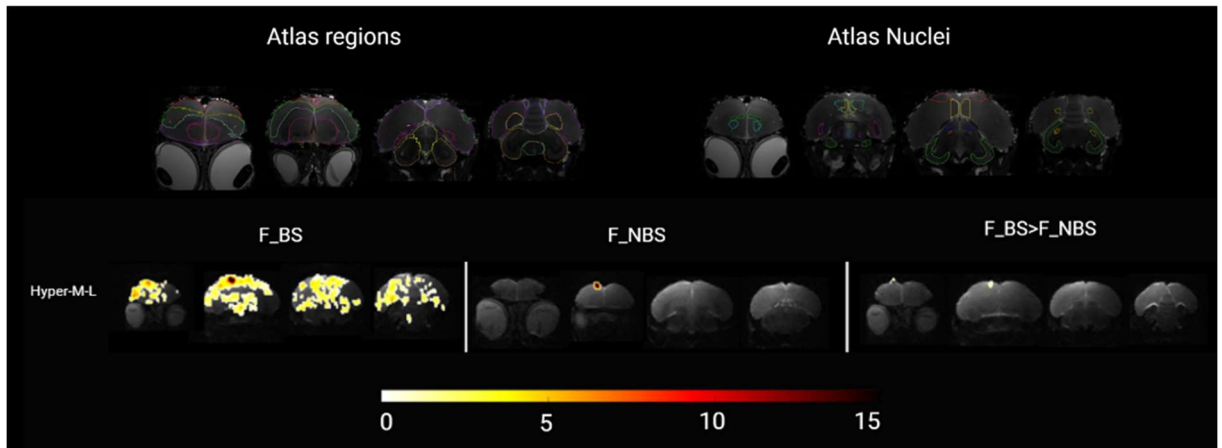 Atlas regions
Atlas Nuclei
F_BS
F_NBS
F_BS>F_NBS
Hyper-M-L
0
5
10
15